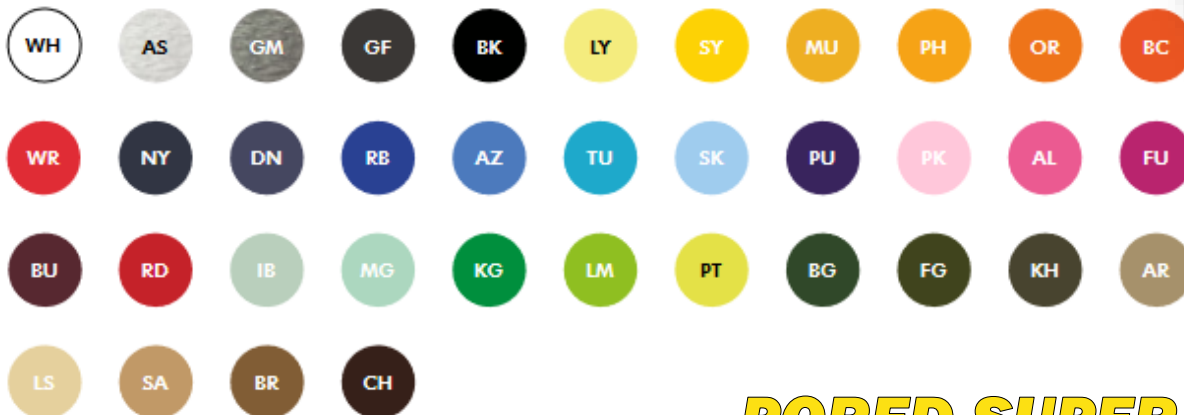 WH AS GM GF BK LY SY MU PH OR BC
WR NY DN RB AZ TU SK PU PK AL FU
BU RD IB MG KG LM PT BG FG KH AR
LS SA BR CH
SUPER